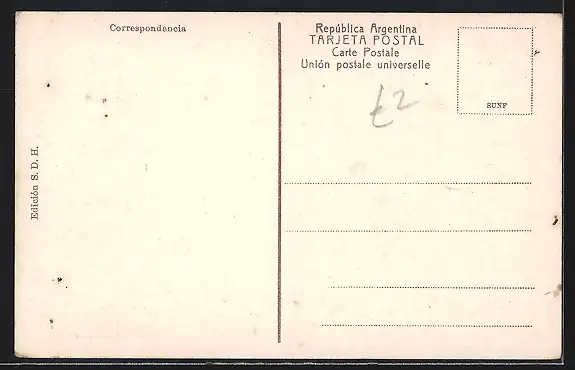 Correspondencia
República Argentina
TARJETA POSTAL
Carte Postale
Unión postale universelle
£2
SUNF
Edición S. D. H.